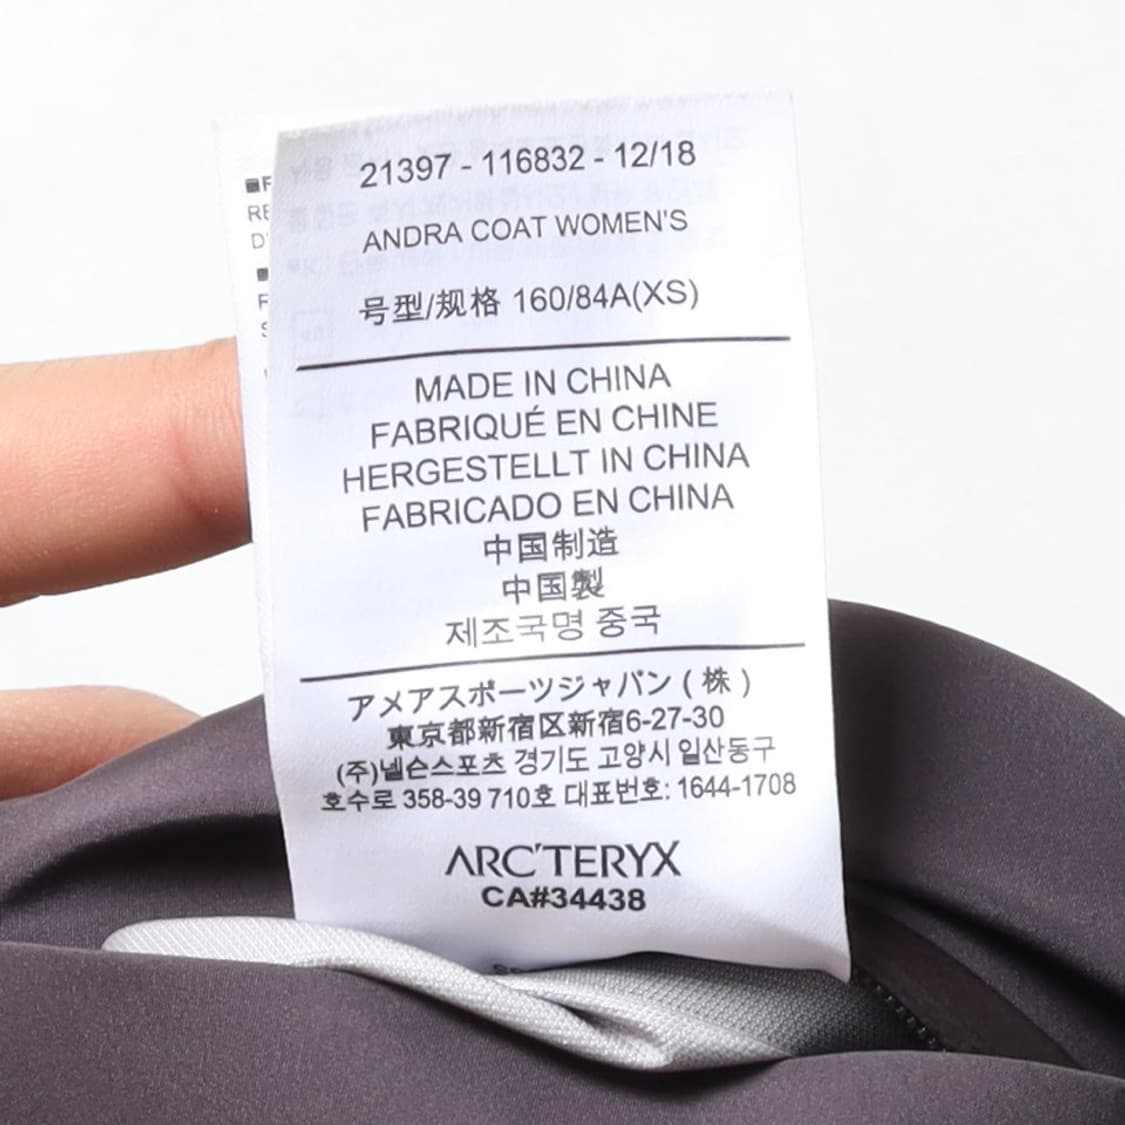 21397 - 116832 - 12/18
ANDRA COAT WOMEN'S
号型/规格 160/84A(XS)
MADE IN CHINA
FABRIQUÉ EN CHINE
HERGESTELLT IN CHINA
FABRICADO EN CHINA
中国制造
中国製
제조국명 중국
アメアスポーツジャパン ( 株 )
東京都新宿区新宿6-27-30
(주)넬슨스포츠 경기도 고양시 일산동구
호수로 358-39 710호 대표번호: 1644-1708
ARC'TERYX
CA#34438